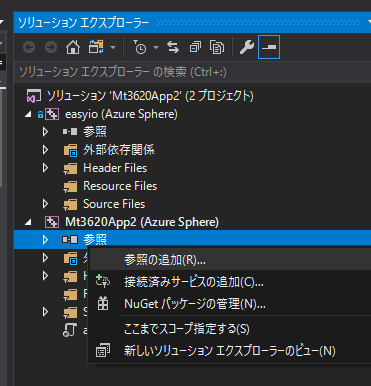 ソリューション エクスプローラー
ソリューション エクスプローラー の検索 (Ctrl+:)
ソリューション 'Mt3620App2' (2 プロジェクト)
easyio (Azure Sphere)
参照
外部依存関係
Header Files
Resource Files
Source Files
Mt3620App2 (Azure Sphere)
参照
参照の追加(R)...
接続済みサービスの追加(C)...
NuGet パッケージの管理(N)...
ここまでスコープ指定する(S)
新しいソリューション エクスプローラーのビュー(N)